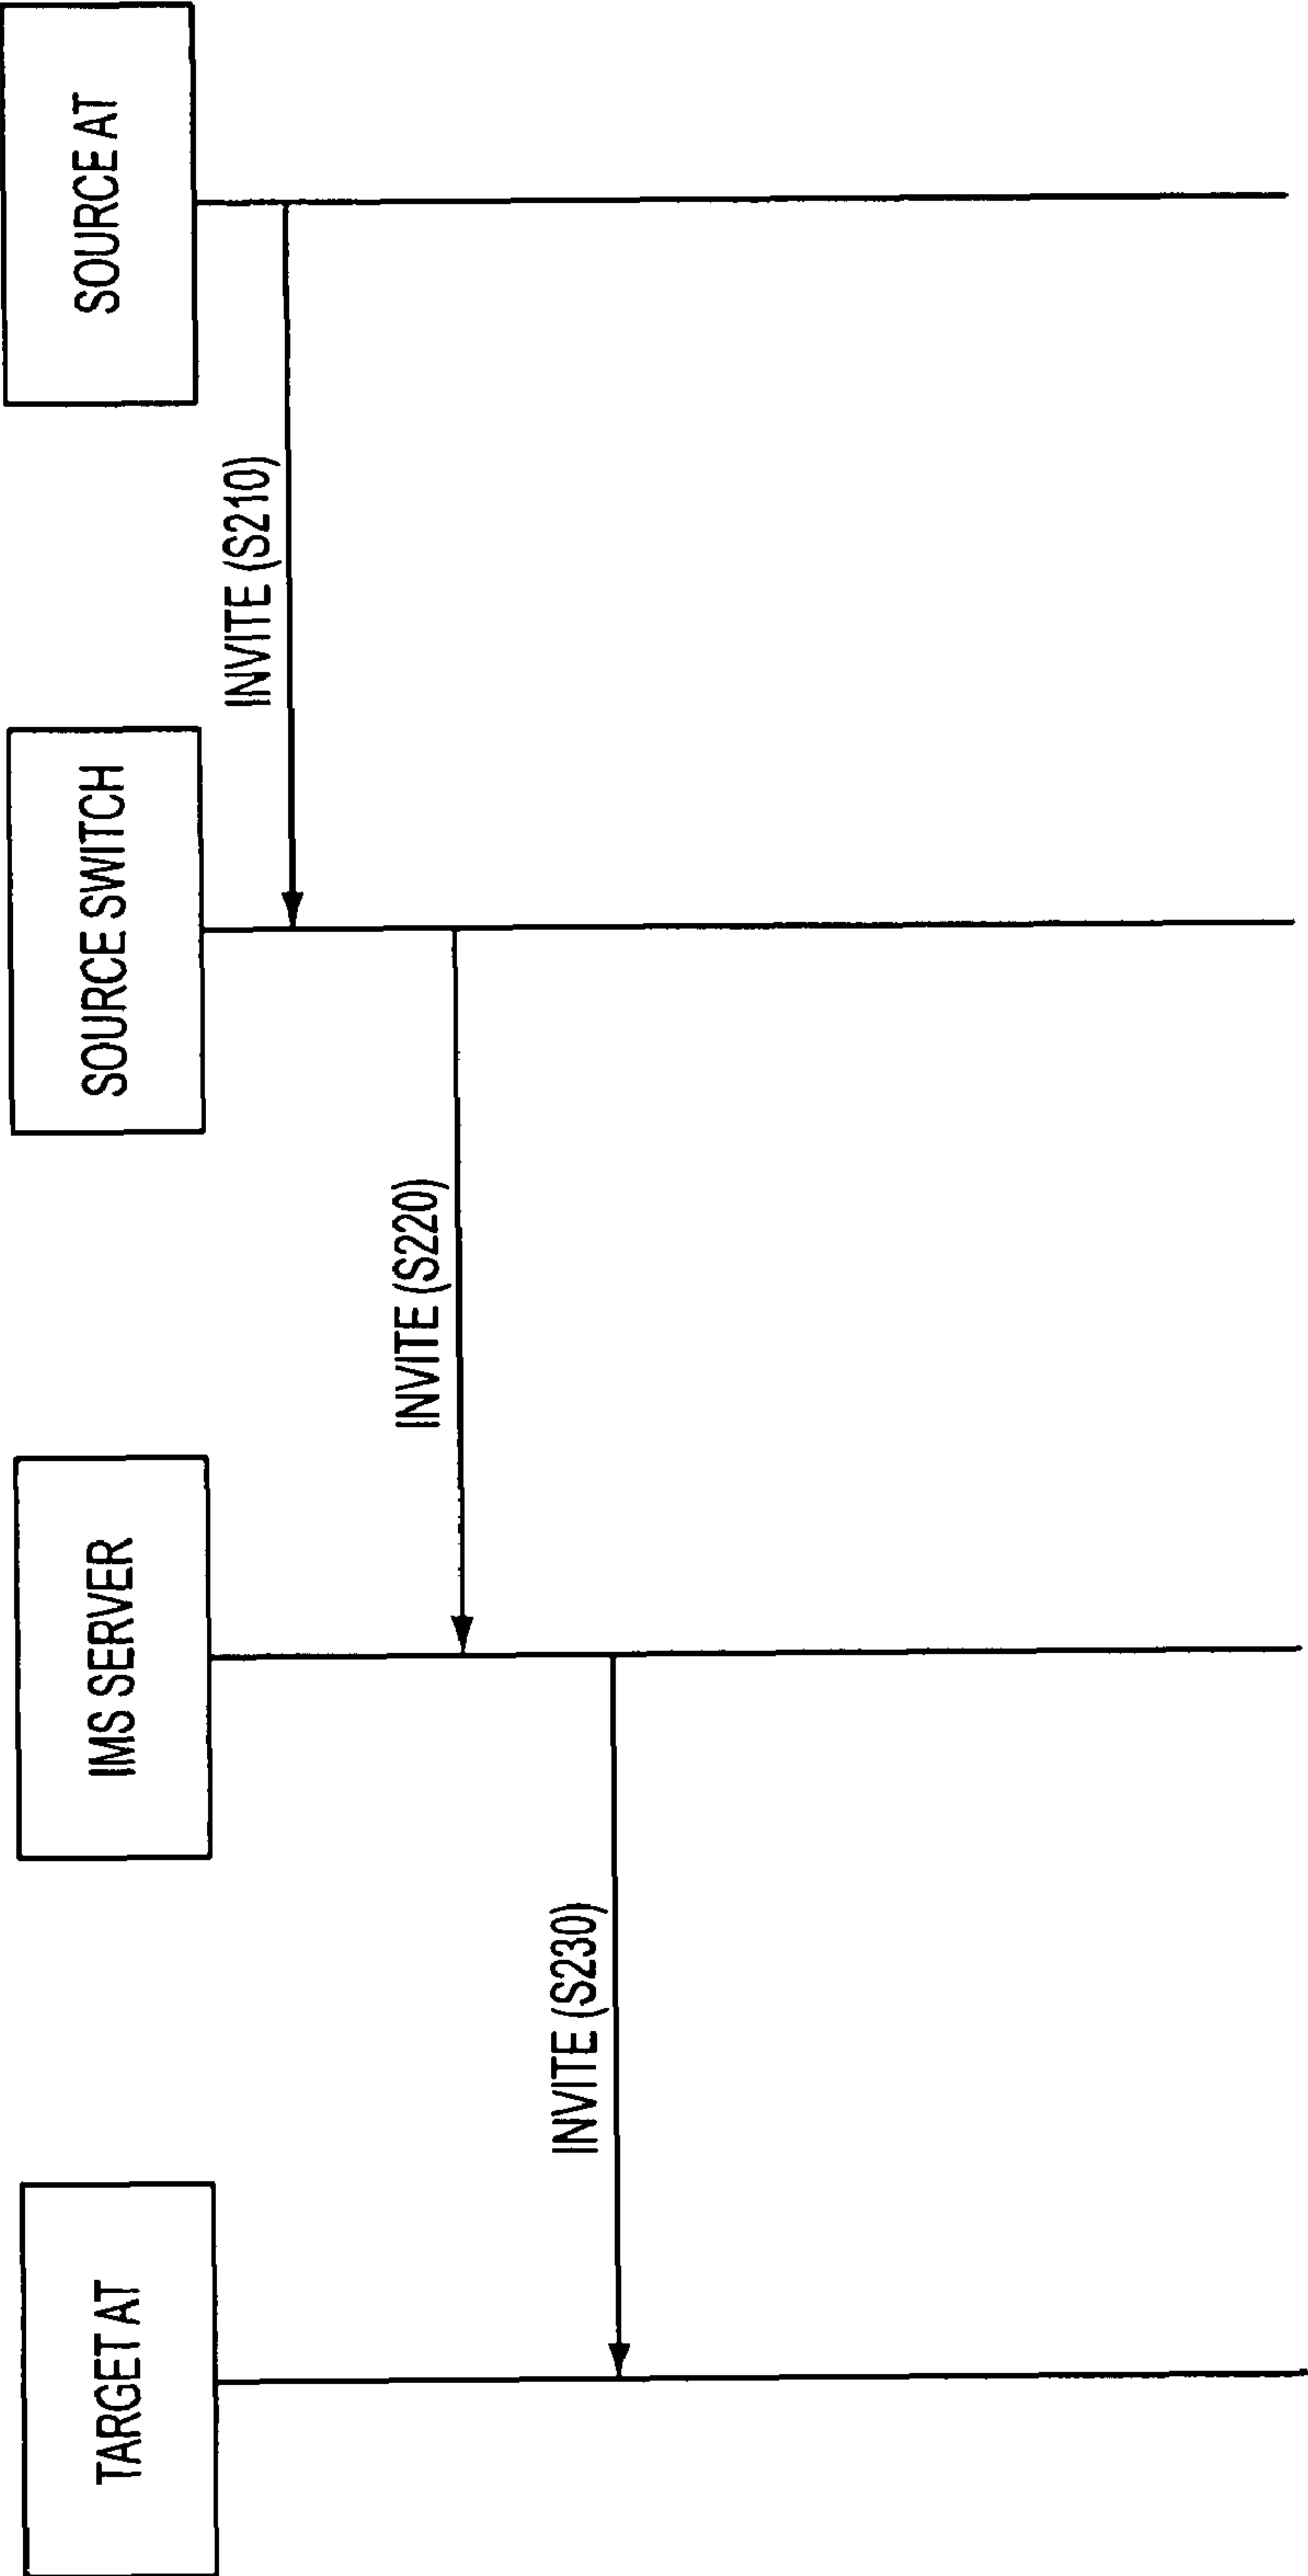 TARGET AT
IMS SERVER
SOURCE SWITCH
SOURCE AT
INVITE (S210)
INVITE (S220)
INVITE (S230)